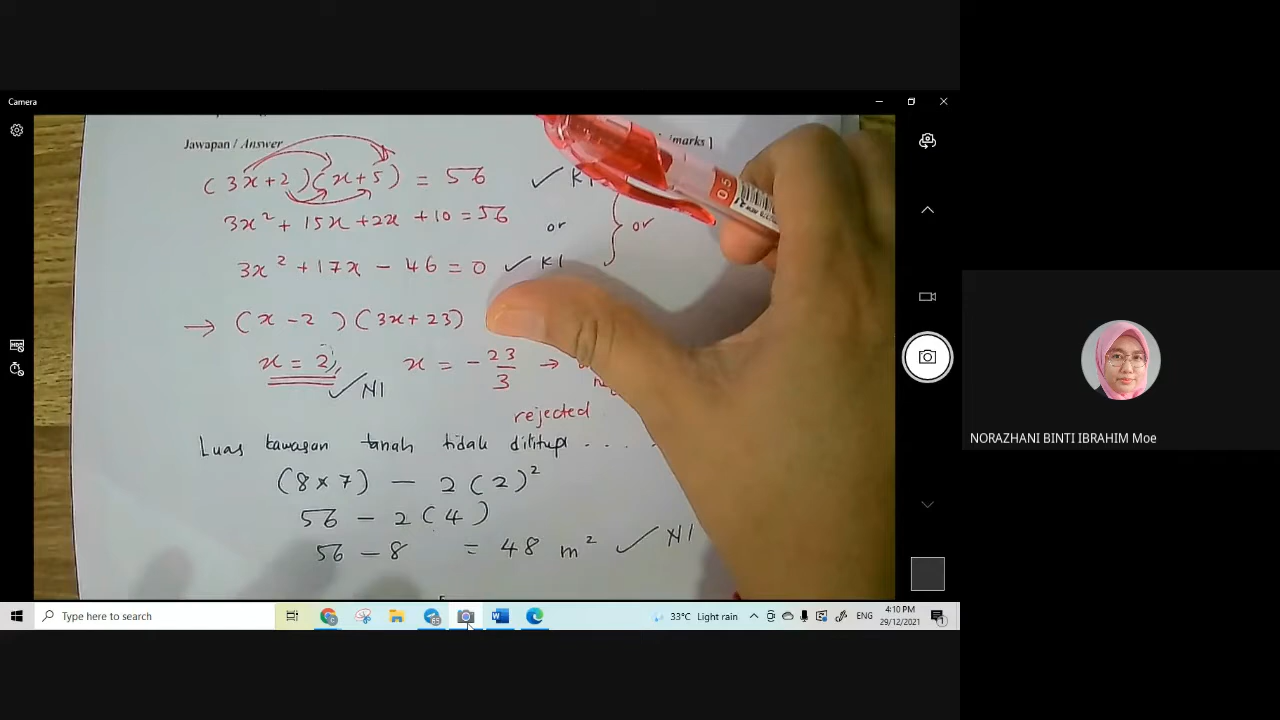 Camera
Jawapan / Answer
marks ]
(3x+2)(x+5) = 56 ✓
3x² + 15x + 2x + 10 = 56
or
or
3x² + 17x - 46 = 0 ✓ K1
→ (x - 2) (3x + 23)
x = 2, x = - 23/3 →
✓ N1
rejected
Luas kawasan tanah tidak ditutupi . . . .
(8 × 7) - 2(2)²
56 - 2(4)
56 - 8 = 48 m² ✓ N1
0.5
NORAZHANI BINTI IBRAHIM Moe
Type here to search
33°C Light rain
ENG
4:10 PM
29/12/2021